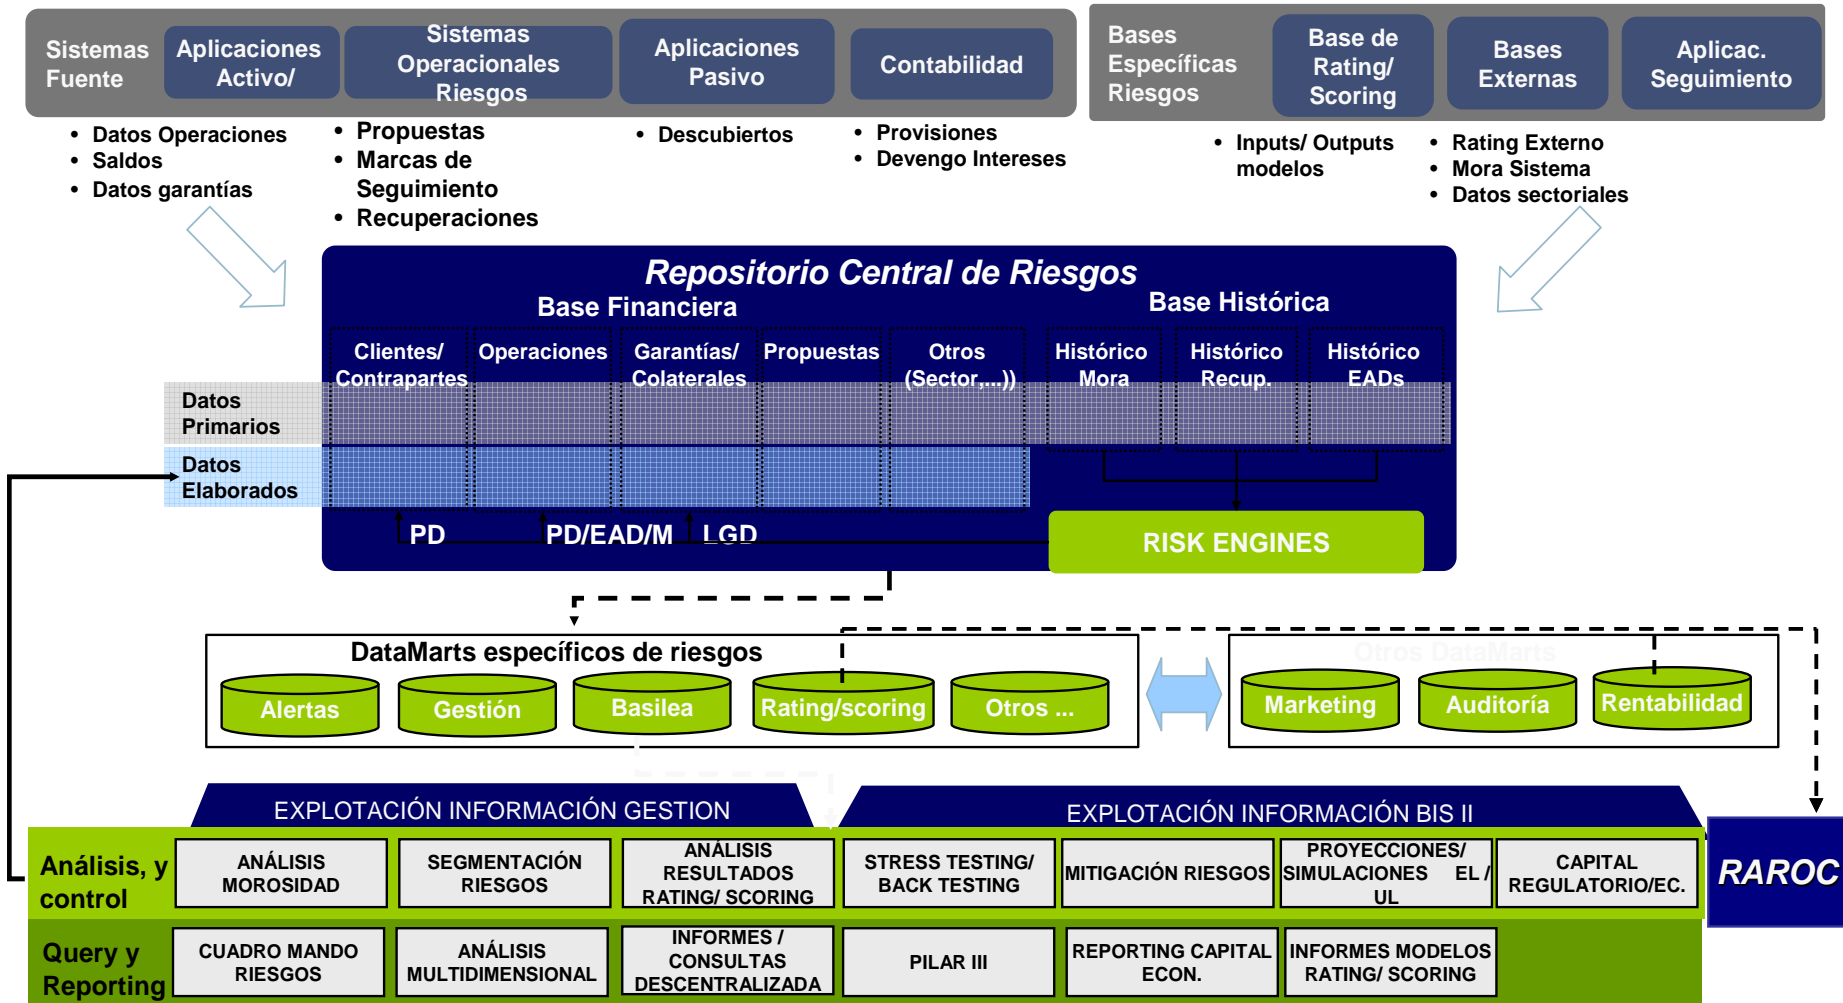 Sistemas
Fuente
Aplicaciones
Activo/
Sistemas
Operacionales
Riesgos
Aplicaciones
Pasivo
Contabilidad
Bases
Específicas
Riesgos
Base de
Rating/
Scoring
Bases
Externas
Aplicac.
Seguimiento
• Datos Operaciones
• Saldos
• Datos garantías
• Propuestas
• Marcas de
Seguimiento
• Recuperaciones
• Descubiertos
• Provisiones
• Devengo Intereses
• Inputs/ Outputs
modelos
• Rating Externo
• Mora Sistema
• Datos sectoriales
Repositorio Central de Riesgos
Base Financiera
Base Histórica
Clientes/
Contrapartes
Operaciones
Garantías/
Colaterales
Propuestas
Otros
(Sector,...))
Histórico
Mora
Histórico
Recup.
Histórico
EADs
Datos
Primarios
Datos
Elaborados
PD
PD/EAD/M
LGD
RISK ENGINES
DataMarts específicos de riesgos
Alertas
Gestión
Basilea
Rating/scoring
Otros ...
Otros DataMarts
Marketing
Auditoría
Rentabilidad
EXPLOTACIÓN INFORMACIÓN GESTION
EXPLOTACIÓN INFORMACIÓN BIS II
Análisis, y
control
ANÁLISIS
MOROSIDAD
SEGMENTACIÓN
RIESGOS
ANÁLISIS
RESULTADOS
RATING/ SCORING
STRESS TESTING/
BACK TESTING
MITIGACIÓN RIESGOS
PROYECCIONES/
SIMULACIONES EL /
UL
CAPITAL
REGULATORIO/EC.
RAROC
Query y
Reporting
CUADRO MANDO
RIESGOS
ANÁLISIS
MULTIDIMENSIONAL
INFORMES /
CONSULTAS
DESCENTRALIZADA
PILAR III
REPORTING CAPITAL
ECON.
INFORMES MODELOS
RATING/ SCORING